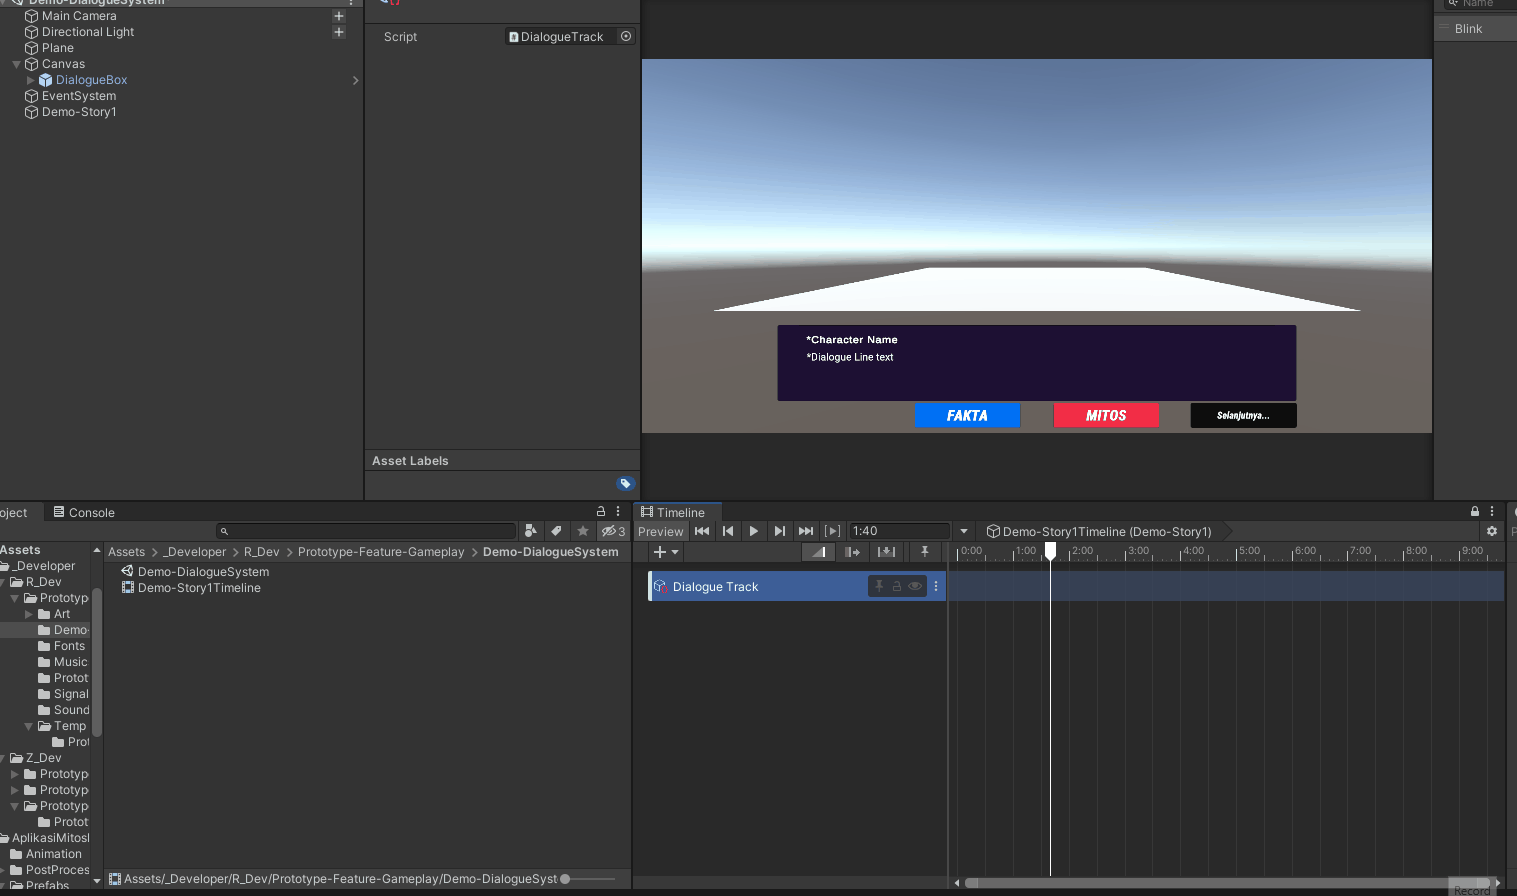 Demo-DialogueSystem
Main Camera
Directional Light
Plane
Canvas
DialogueBox
EventSystem
Demo-Story1
Script
DialogueTrack
Asset Labels
Name
Blink
*Character Name
*Dialogue Line text
FAKTA
MITOS
Selanjutnya...
oject
Console
3
Assets
_Developer
R_Dev
Prototyp
Art
Demo-
Fonts
Music
Protot
Signal
Sound
Temp
Prot
Z_Dev
Prototyp
Prototyp
Prototyp
Protot
AplikasiMitosI
Animation
PostProces
Prefabs
Assets > _Developer > R_Dev > Prototype-Feature-Gameplay > Demo-DialogueSystem
Demo-DialogueSystem
Demo-Story1Timeline
Assets/_Developer/R_Dev/Prototype-Feature-Gameplay/Demo-DialogueSyst
Timeline
Preview
1:40
Demo-Story1Timeline (Demo-Story1)
0:00 1:00 2:00 3:00 4:00 5:00 6:00 7:00 8:00 9:00
Dialogue Track
Record